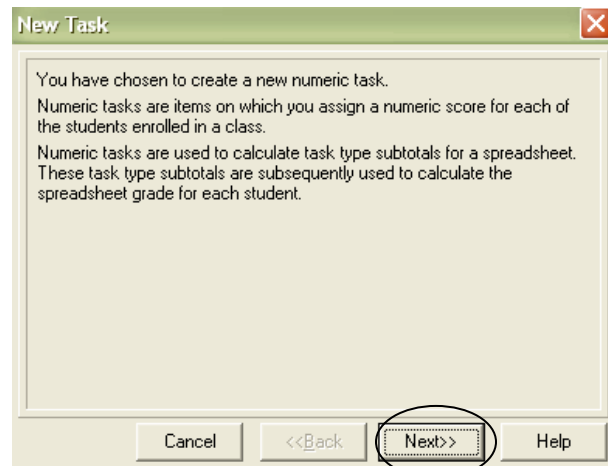 New Task
You have chosen to create a new numeric task.
Numeric tasks are items on which you assign a numeric score for each of
the students enrolled in a class.
Numeric tasks are used to calculate task type subtotals for a spreadsheet.
These task type subtotals are subsequently used to calculate the
spreadsheet grade for each student.
Cancel <<Back Next>> Help